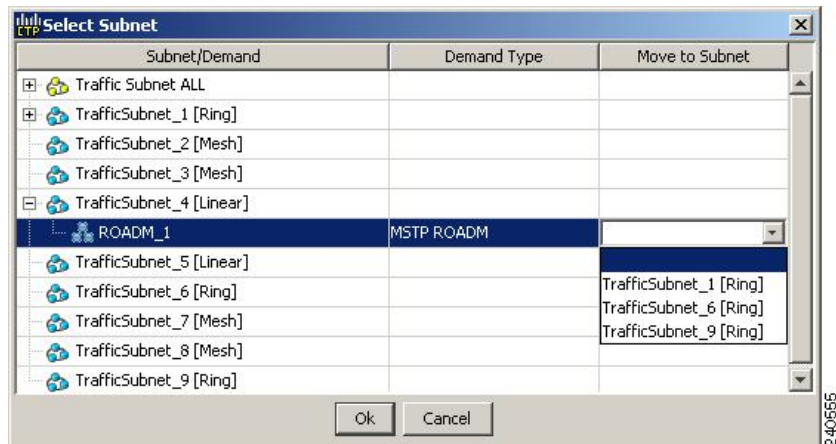 CTP Select Subnet
Subnet/Demand Demand Type Move to Subnet
Traffic Subnet ALL
TrafficSubnet_1 [Ring]
TrafficSubnet_2 [Mesh]
TrafficSubnet_3 [Mesh]
TrafficSubnet_4 [Linear]
ROADM_1 MSTP ROADM
TrafficSubnet_5 [Linear]
TrafficSubnet_1 [Ring]
TrafficSubnet_6 [Ring]
TrafficSubnet_6 [Ring]
TrafficSubnet_7 [Mesh]
TrafficSubnet_9 [Ring]
TrafficSubnet_8 [Mesh]
TrafficSubnet_9 [Ring]
Ok Cancel
240555